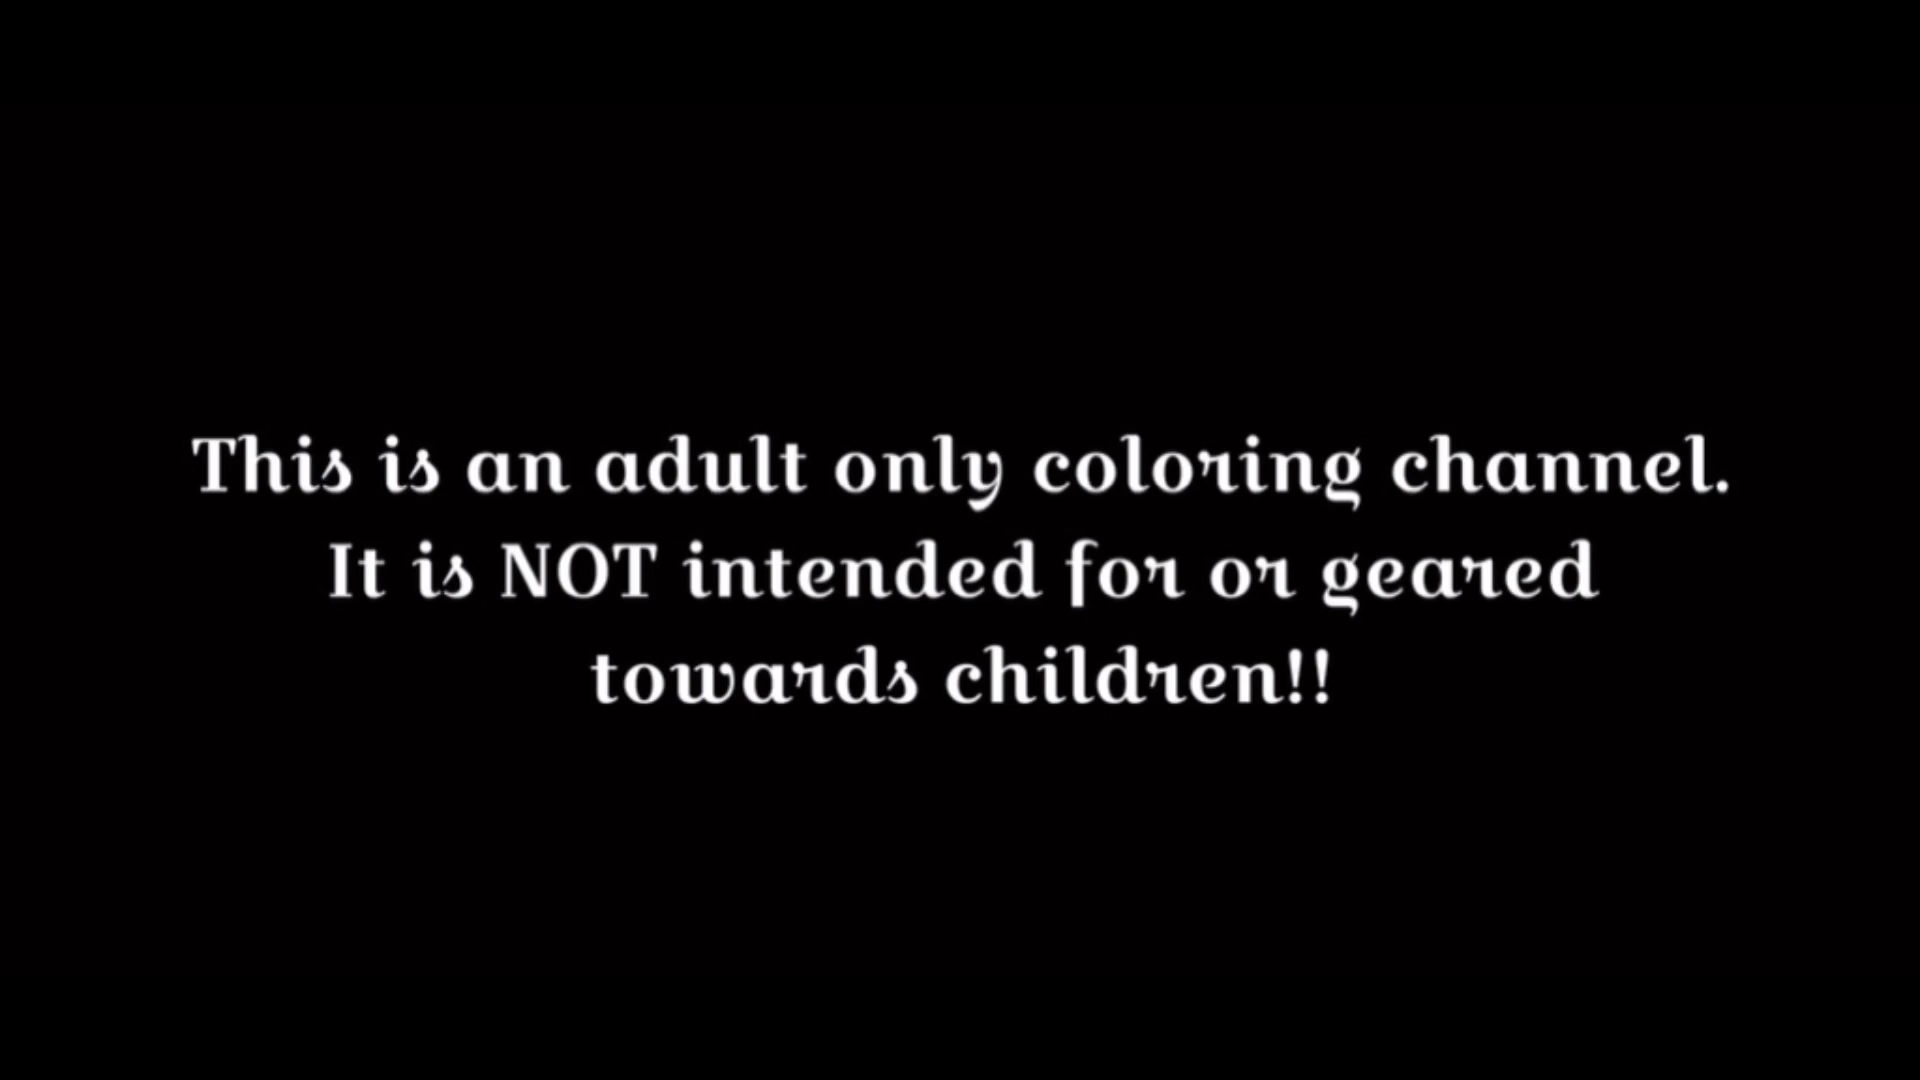 This is an adult only coloring channel.
It is NOT intended for or geared
towards children!!